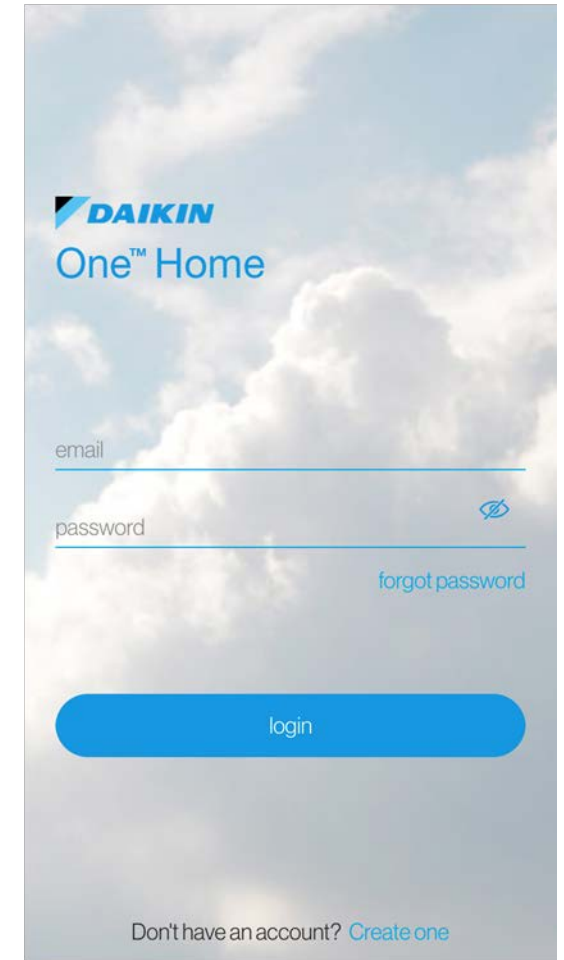 DAIKIN
One™ Home
email
password
forgot password
login
Don't have an account? Create one